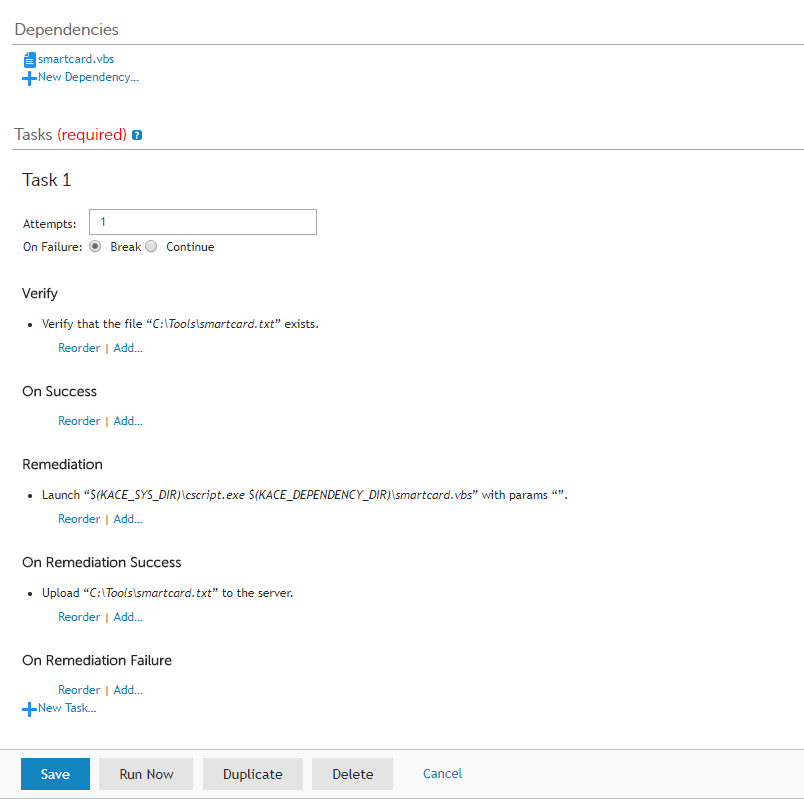 Dependencies
smartcard.vbs
New Dependency...
Tasks (required) ?
Task 1
Attempts: 1
On Failure: Break Continue
Verify
• Verify that the file “C:\Tools\smartcard.txt” exists.
Reorder | Add...
On Success
Reorder | Add...
Remediation
• Launch “$(KACE_SYS_DIR)\cscript.exe $(KACE_DEPENDENCY_DIR)\smartcard.vbs” with params “”.
Reorder | Add...
On Remediation Success
• Upload “C:\Tools\smartcard.txt” to the server.
Reorder | Add...
On Remediation Failure
Reorder | Add...
New Task...
Save Run Now Duplicate Delete Cancel